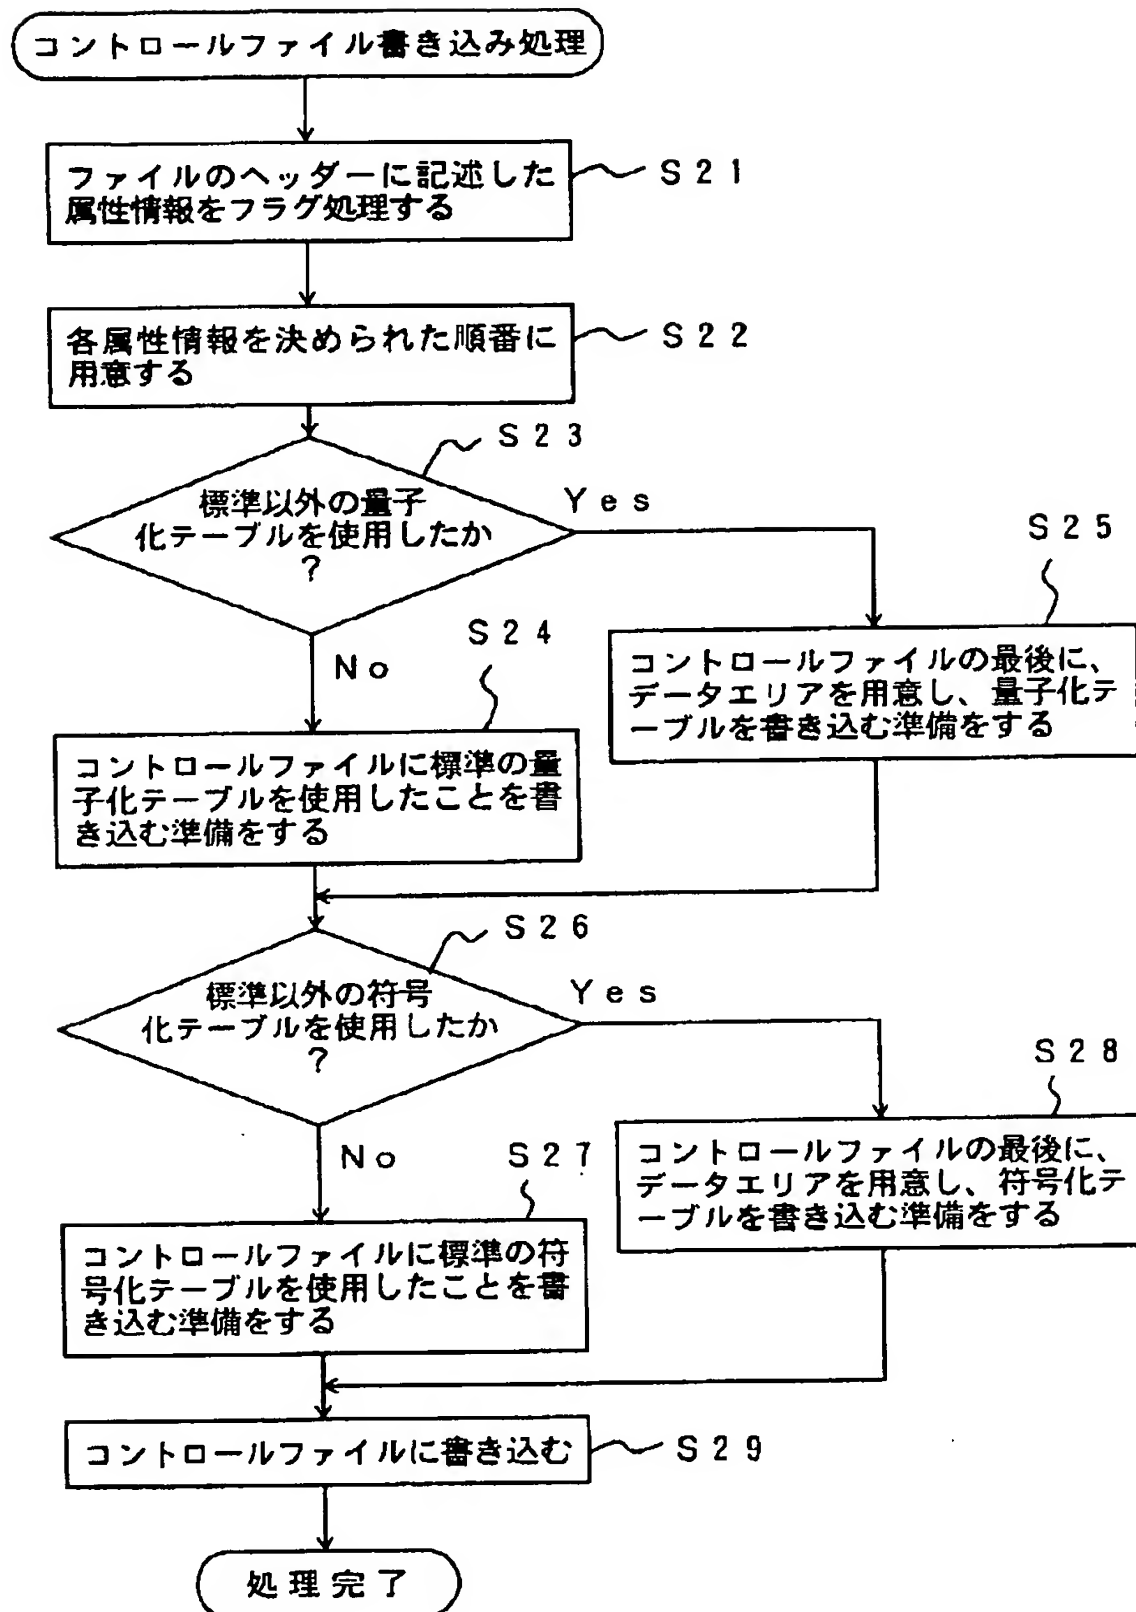 コントロールファイル書き込み処理
ファイルのヘッダーに記述した
属性情報をフラグ処理する
S21
各属性情報を決められた順番に
用意する
S22
S23
標準以外の量子
化テーブルを使用したか
?
Yes
No
S24
コントロールファイルに標準の量
子化テーブルを使用したことを書
き込む準備をする
S25
コントロールファイルの最後に、
データエリアを用意し、量子化テ
ーブルを書き込む準備をする
S26
標準以外の符号
化テーブルを使用したか
?
Yes
No
S27
コントロールファイルに標準の符
号化テーブルを使用したことを書
き込む準備をする
S28
コントロールファイルの最後に、
データエリアを用意し、符号化テ
ーブルを書き込む準備をする
コントロールファイルに書き込む
S29
処理完了